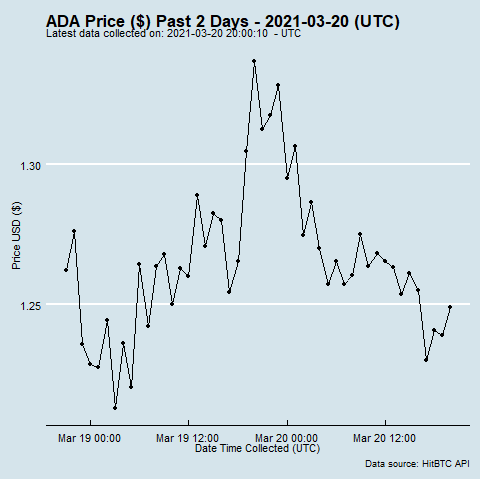 ADA Price ($) Past 2 Days - 2021-03-20 (UTC)
Latest data collected on: 2021-03-20 20:00:10  - UTC
1.30
Price USD ($)
1.25
Mar 19 00:00 Mar 19 12:00 Mar 20 00:00 Mar 20 12:00
Date Time Collected (UTC)
Data source: HitBTC API